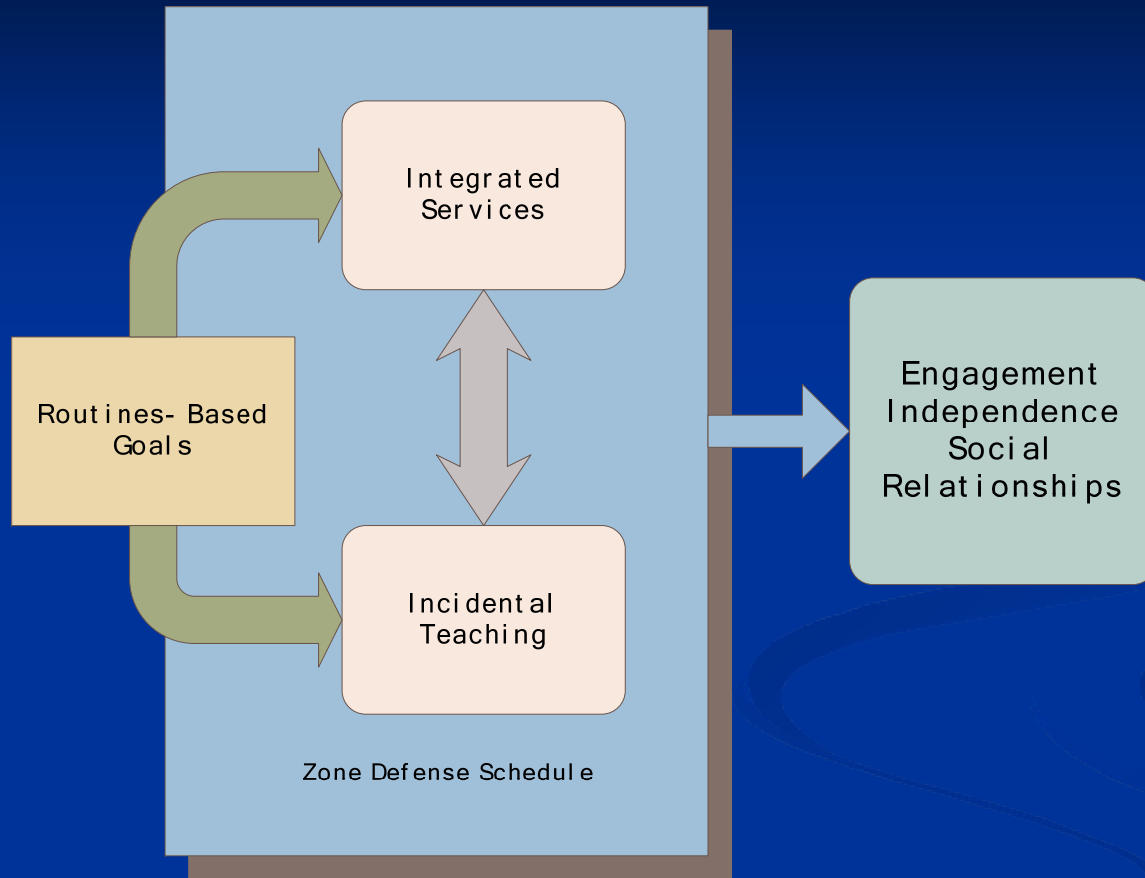 Integrated
Services
Routines- Based
Goals
Engagement
Independence
Social
Relationships
Incidental
Teaching
Zone Defense Schedule